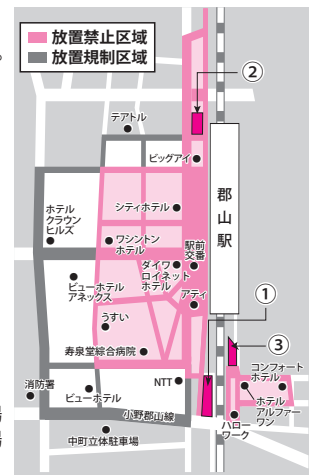 放置禁止区域
放置規制区域
②
テアトル
ビッグアイ
シティホテル
郡山駅
ホテル
クラウン
ヒルズ
ワシントン
ホテル
駅前
交番
ダイワ
ロイネット
ホテル
ビューホテル
アネックス
アティ
①
うすい
③
寿泉堂綜合病院
コンフォート
ホテル
NTT
消防署
ビューホテル
ホテル
アルファー
ワン
小野郡山線
ハロー
ワーク
中町立体駐車場